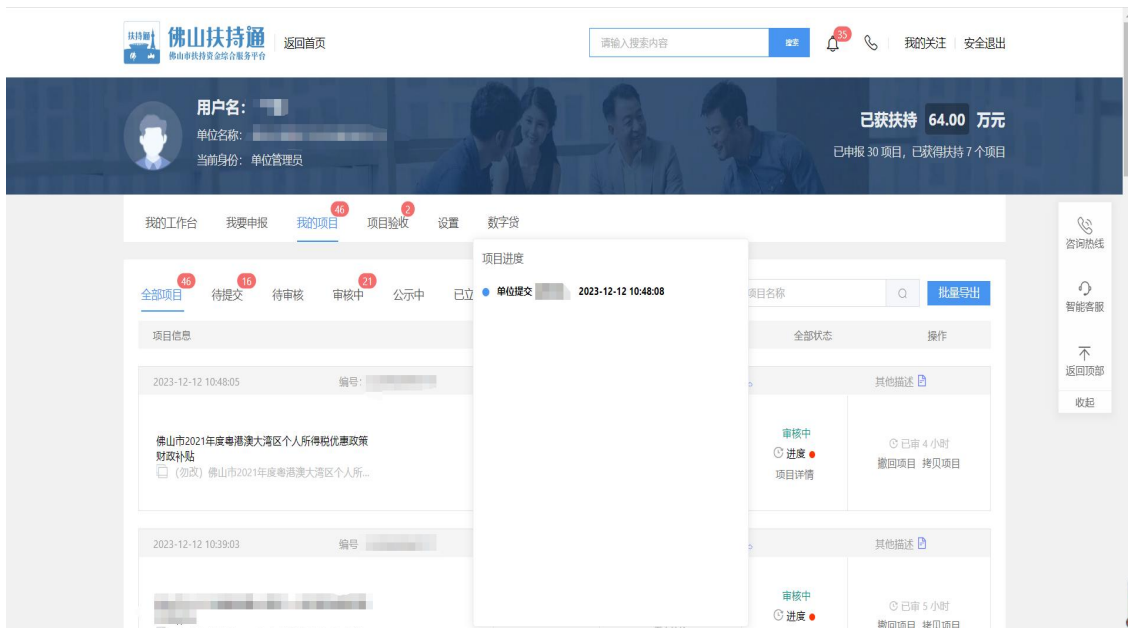 扶持通
佛山扶持通
佛山市扶持资金综合服务平台
返回首页
请输入搜索内容
搜索
35
我的关注
安全退出
用户名：
单位名称：
当前身份： 单位管理员
已获扶持 64.00 万元
已申报 30 项目，已获得扶持 7 个项目
我的工作台
我要申报
我的项目
46
项目验收
2
设置
数字贷
咨询热线
智能客服
返回顶部
收起
项目进度
单位提交 2023-12-12 10:48:08
全部项目
46
待提交
16
待审核
审核中
21
公示中
已立
项目名称
批量导出
项目信息
全部状态
操作
2023-12-12 10:48:05
编号：
其他描述
佛山市2021年度粤港澳大湾区个人所得税优惠政策
财政补贴
（勿改）佛山市2021年度粤港澳大湾区个人所...
审核中
进度
项目详情
已审 4 小时
撤回项目 拷贝项目
2023-12-12 10:39:03
编号
其他描述
审核中
进度
已审 5 小时
撤回项目 拷贝项目